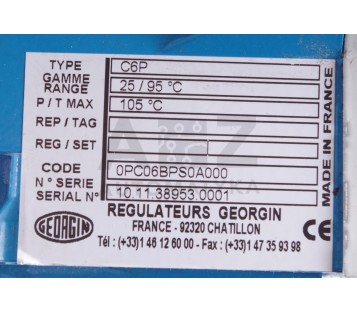 TYPE C6P
GAMME RANGE 25 / 95 °C
P / T MAX 105 °C
REP / TAG
REG / SET
CODE 0PC06BPS0A000
N° SERIE
SERIAL N° 10.11.38953.0001
MADE IN FRANCE
GEORGIN
REGULATEURS GEORGIN
FRANCE - 92320 CHATILLON
Tél : (+33)1 46 12 60 00 - Fax : (+33)1 47 35 93 98
CE